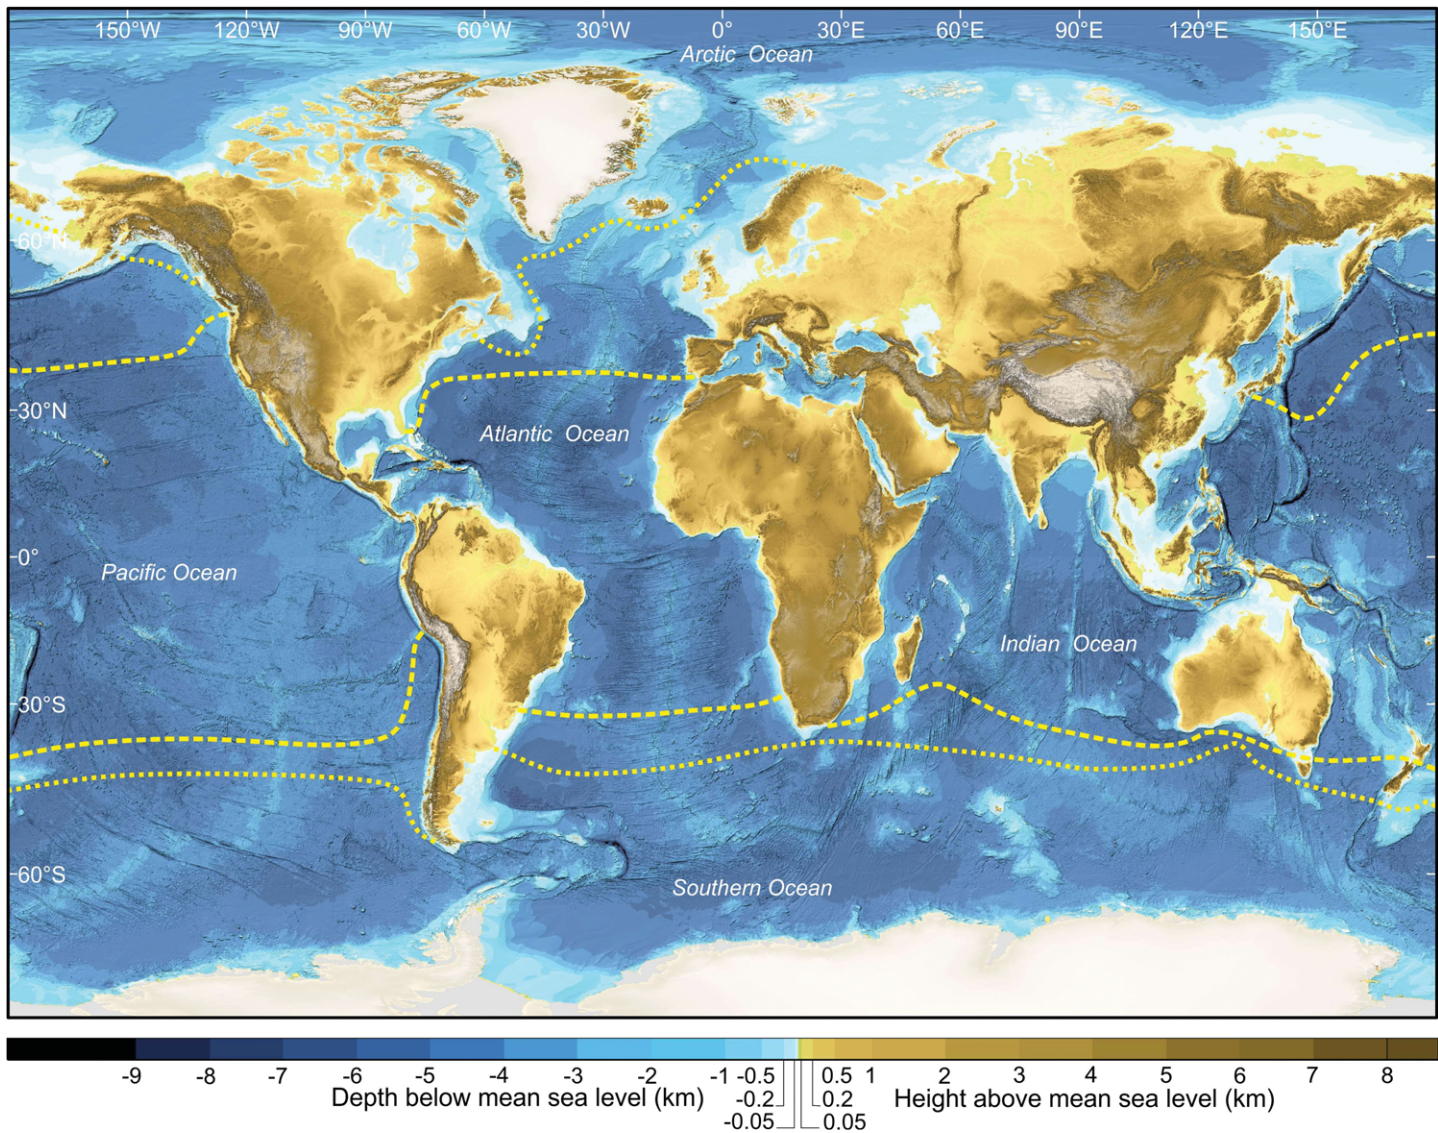 150°W 120°W 90°W 60°W 30°W 0° 30°E 60°E 90°E 120°E 150°E
Arctic Ocean
60°N
30°N
Atlantic Ocean
0°
Pacific Ocean
Indian Ocean
30°S
60°S
Southern Ocean
-9 -8 -7 -6 -5 -4 -3 -2 -1 -0.5 0.5 1 2 3 4 5 6 7 8
Depth below mean sea level (km) -0.2 0.2 Height above mean sea level (km)
-0.05 0.05